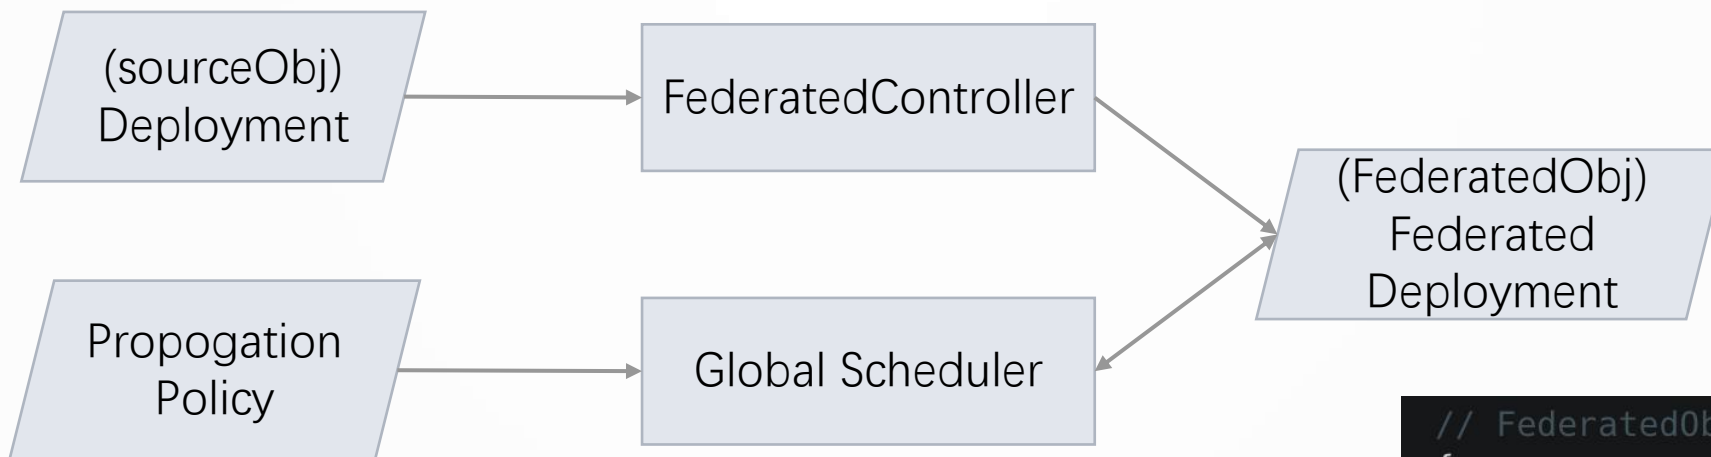 (sourceObj)
Deployment
FederatedController
(FederatedObj)
Federated
Deployment
Propogation
Policy
Global Scheduler
// FederatedOb